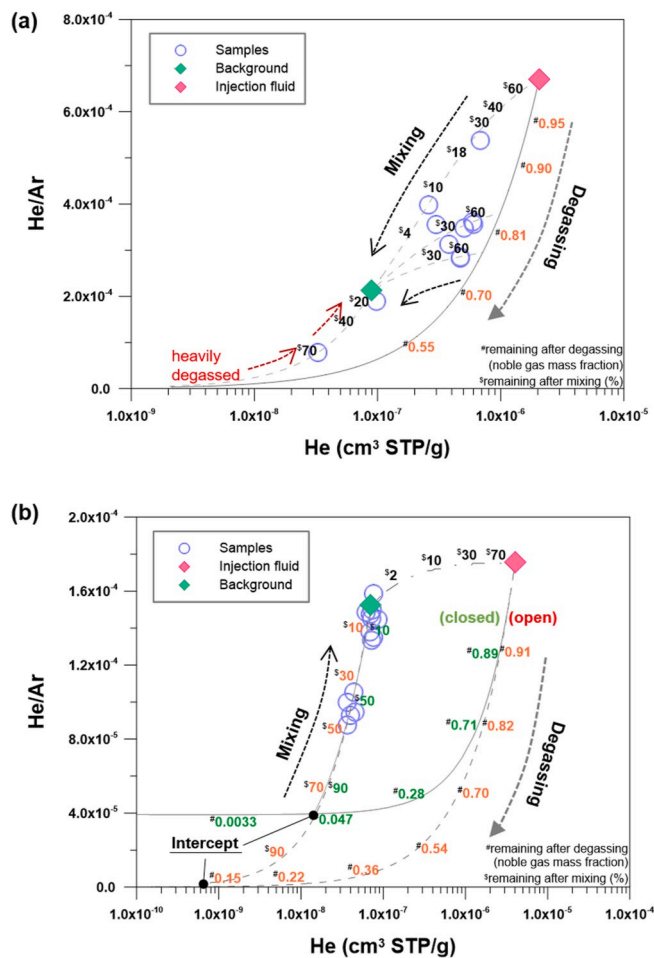 (a)
He/Ar
8.0x10⁻⁴
6.0x10⁻⁴
4.0x10⁻⁴
2.0x10⁻⁴
0.0
Samples
Background
Injection fluid
Mixing
Degassing
$60
$40
$30
$18
$10
$4
$60
$30
$60
$30
$20
$40
$70
#0.95
#0.90
#0.81
#0.70
#0.55
heavily
degassed
#remaining after degassing
(noble gas mass fraction)
$remaining after mixing (%)
1.0x10⁻⁹
1.0x10⁻⁸
1.0x10⁻⁷
1.0x10⁻⁶
1.0x10⁻⁵
He (cm³ STP/g)
(b)
He/Ar
2.0x10⁻⁴
1.6x10⁻⁴
1.2x10⁻⁴
8.0x10⁻⁵
4.0x10⁻⁵
0.0
Samples
Injection fluid
Background
$2
$10
$30
$70
(closed)
(open)
$10
$10
$30
$50
$50
$70
$90
$90
Mixing
Degassing
#0.89
#0.91
#0.71
#0.82
#0.28
#0.70
#0.0033
0.047
#0.54
#0.36
#0.22
#0.15
Intercept
#remaining after degassing
(noble gas mass fraction)
$remaining after mixing (%)
1.0x10⁻¹⁰
1.0x10⁻⁹
1.0x10⁻⁸
1.0x10⁻⁷
1.0x10⁻⁶
1.0x10⁻⁵
1.0x10⁻⁴
He (cm³ STP/g)